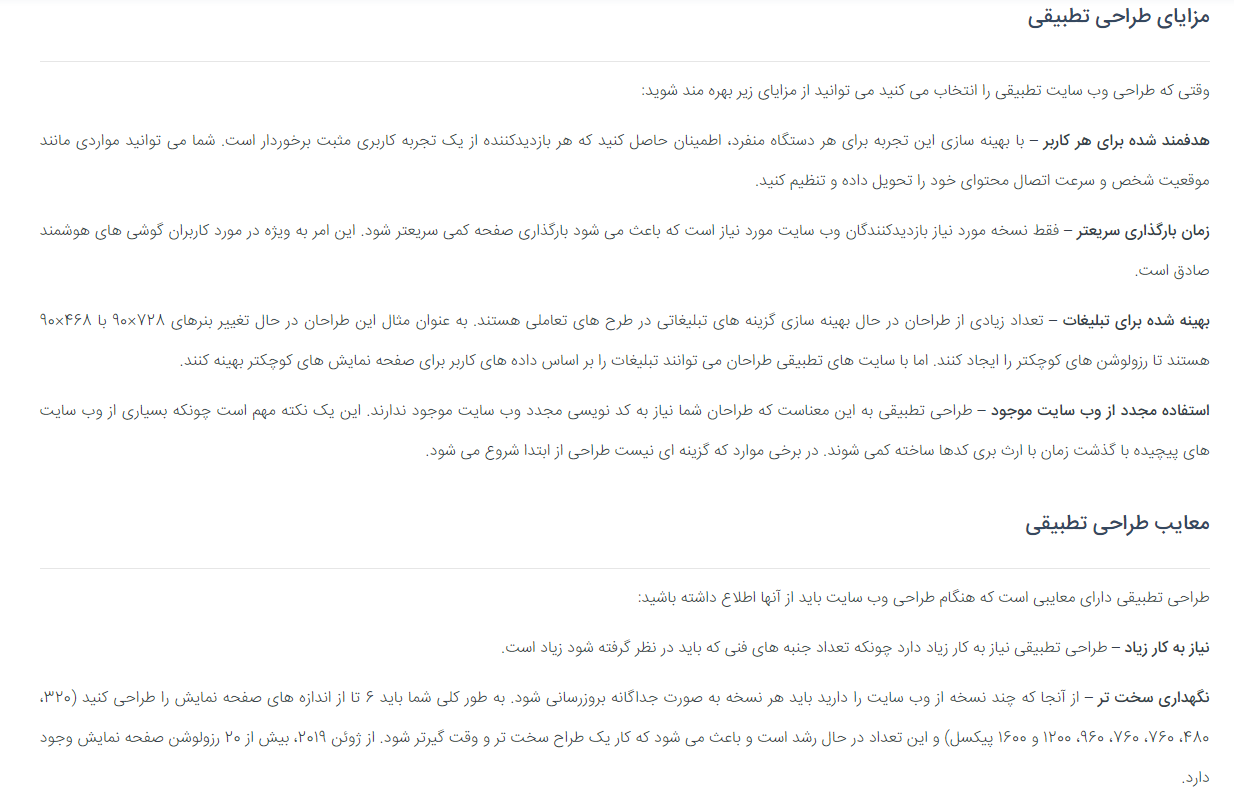 مزایای طراحی تطبیقی
وقتی که طراحی وب سایت تطبیقی را انتخاب می کنید می توانید از مزایای زیر بهره مند شوید:
هدفمند شده برای هر کاربر – با بهینه سازی این تجربه برای هر دستگاه منفرد، اطمینان حاصل کنید که هر بازدیدکننده از یک تجربه کاربری مثبت برخوردار است. شما می توانید مواردی مانند
موقعیت شخص و سرعت اتصال محتوای خود را تحویل داده و تنظیم کنید.
زمان بارگذاری سریعتر – فقط نسخه مورد نیاز بازدیدکنندگان وب سایت مورد نیاز است که باعث می شود بارگذاری صفحه کمی سریعتر شود. این امر به ویژه در مورد کاربران گوشی های هوشمند
صادق است.
بهینه شده برای تبلیغات – تعداد زیادی از طراحان در حال بهینه سازی گزینه های تبلیغاتی در طرح های تعاملی هستند. به عنوان مثال این طراحان در حال تغییر بنرهای ۷۲۸×۹۰ با ۴۶۸×۹۰
هستند تا رزولوشن های کوچکتر را ایجاد کنند. اما با سایت های تطبیقی طراحان می توانند تبلیغات را بر اساس داده های کاربر برای صفحه نمایش های کوچکتر بهینه کنند.
استفاده مجدد از وب سایت موجود – طراحی تطبیقی به این معناست که طراحان شما نیاز به کد نویسی مجدد وب سایت موجود ندارند. این یک نکته مهم است چونکه بسیاری از وب سایت
های پیچیده با گذشت زمان با ارث بری کدها ساخته کمی شوند. در برخی موارد که گزینه ای نیست طراحی از ابتدا شروع می شود.
معایب طراحی تطبیقی
طراحی تطبیقی دارای معایبی است که هنگام طراحی وب سایت باید از آنها اطلاع داشته باشید:
نیاز به کار زیاد – طراحی تطبیقی نیاز به کار زیاد دارد چونکه تعداد جنبه های فنی که باید در نظر گرفته شود زیاد است.
نگهداری سخت تر – از آنجا که چند نسخه از وب سایت را دارید باید هر نسخه به صورت جداگانه بروزرسانی شود. به طور کلی شما باید ۶ تا از اندازه های صفحه نمایش را طراحی کنید (۳۲۰،
۴۸۰، ۷۶۰، ۷۶۰، ۹۶۰، ۱۲۰۰ و ۱۶۰۰ پیکسل) و این تعداد در حال رشد است و باعث می شود که کار یک طراح سخت تر و وقت گیرتر شود. از ژوئن ۲۰۱۹، بیش از ۲۰ رزولوشن صفحه نمایش وجود
دارد.